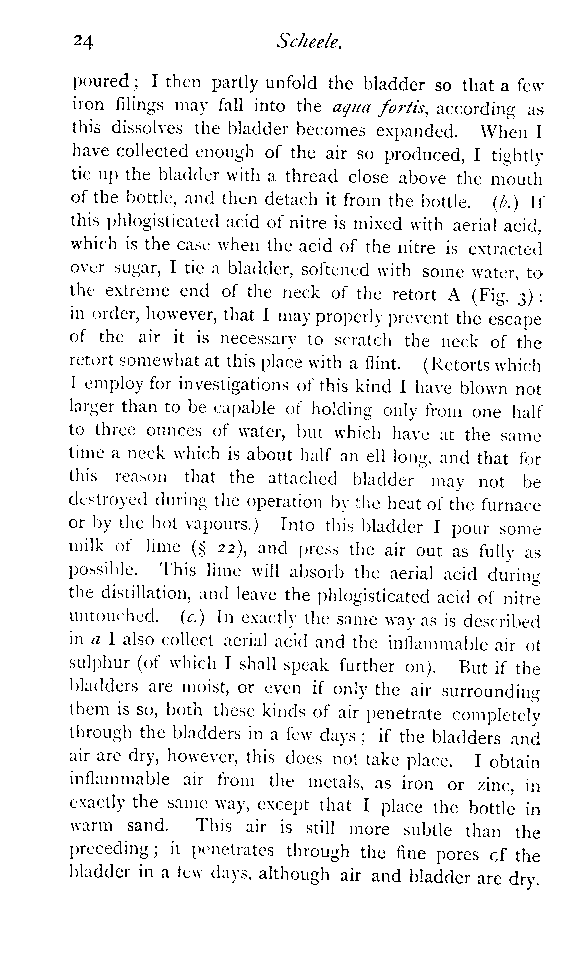 24 Scheele.
poured; I then partly unfold the bladder so that a few
iron filings may fall into the aqua fortis, according as
this dissolves the bladder becomes expanded. When I
have collected enough of the air so produced, I tightly
tie up the bladder with a thread close above the mouth
of the bottle, and then detach it from the bottle. (b.) If
this phlogisticated acid of nitre is mixed with aerial acid,
which is the case when the acid of the nitre is extracted
over sugar, I tie a bladder, softened with some water, to
the extreme end of the neck of the retort A (Fig. 3):
in order, however, that I may properly prevent the escape
of the air it is necessary to scratch the neck of the
retort somewhat at this place with a flint. (Retorts which
I employ for investigations of this kind I have blown not
larger than to be capable of holding only from one half
to three ounces of water, but which have at the same
time a neck which is about half an ell long, and that for
this reason that the attached bladder may not be
destroyed during the operation by the heat of the furnace
or by the hot vapours.) Into this bladder I pour some
milk of lime (§ 22), and press the air out as fully as
possible. This lime will absorb the aerial acid during
the distillation, and leave the phlogisticated acid of nitre
untouched. (c.) In exactly the same way as is described
in a I also collect aerial acid and the inflammable air of
sulphur (of which I shall speak further on). But if the
bladders are moist, or even if only the air surrounding
them is so, both these kinds of air penetrate completely
through the bladders in a few days; if the bladders and
air are dry, however, this does not take place. I obtain
inflammable air from the metals, as iron or zinc, in
exactly the same way, except that I place the bottle in
warm sand. This air is still more subtle than the
preceding; it penetrates through the fine pores of the
bladder in a few days, although air and bladder are dry.